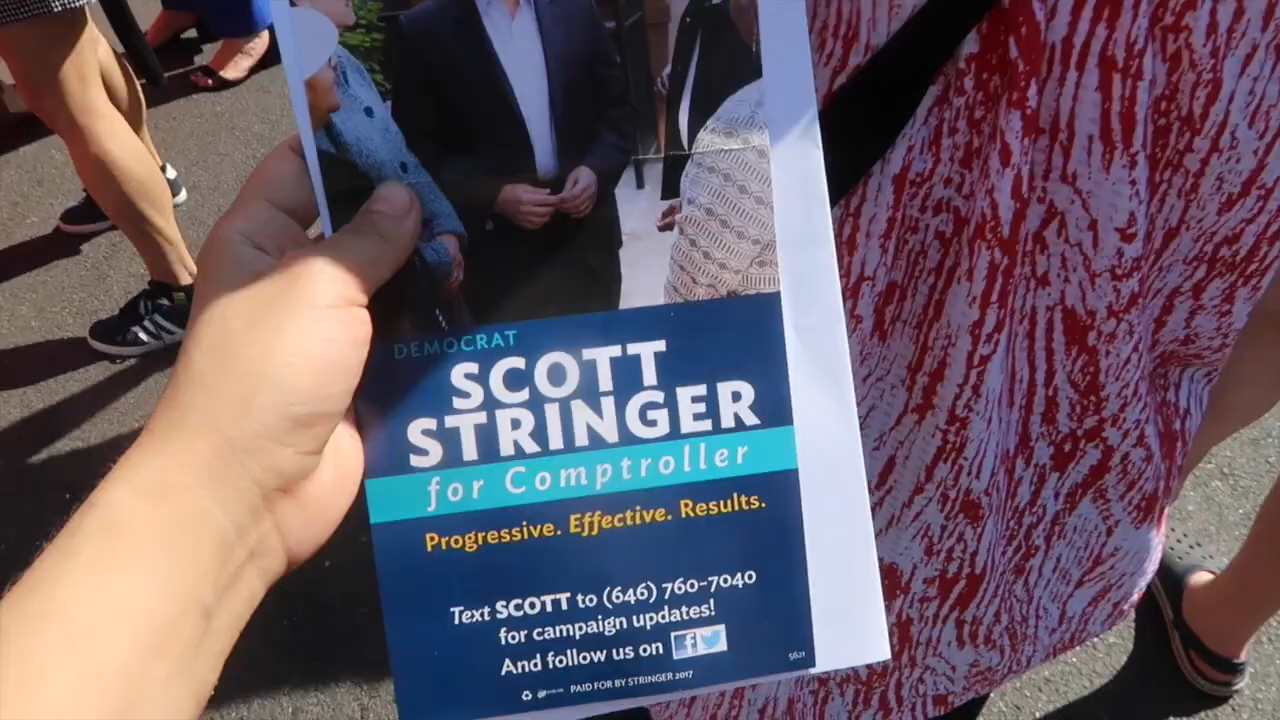 DEMOCRAT
SCOTT
STRINGER
for Comptroller
Progressive. Effective. Results.
Text SCOTT to (646) 760-7040
for campaign updates!
And follow us on f
PAID FOR BY STRINGER 2017
5621